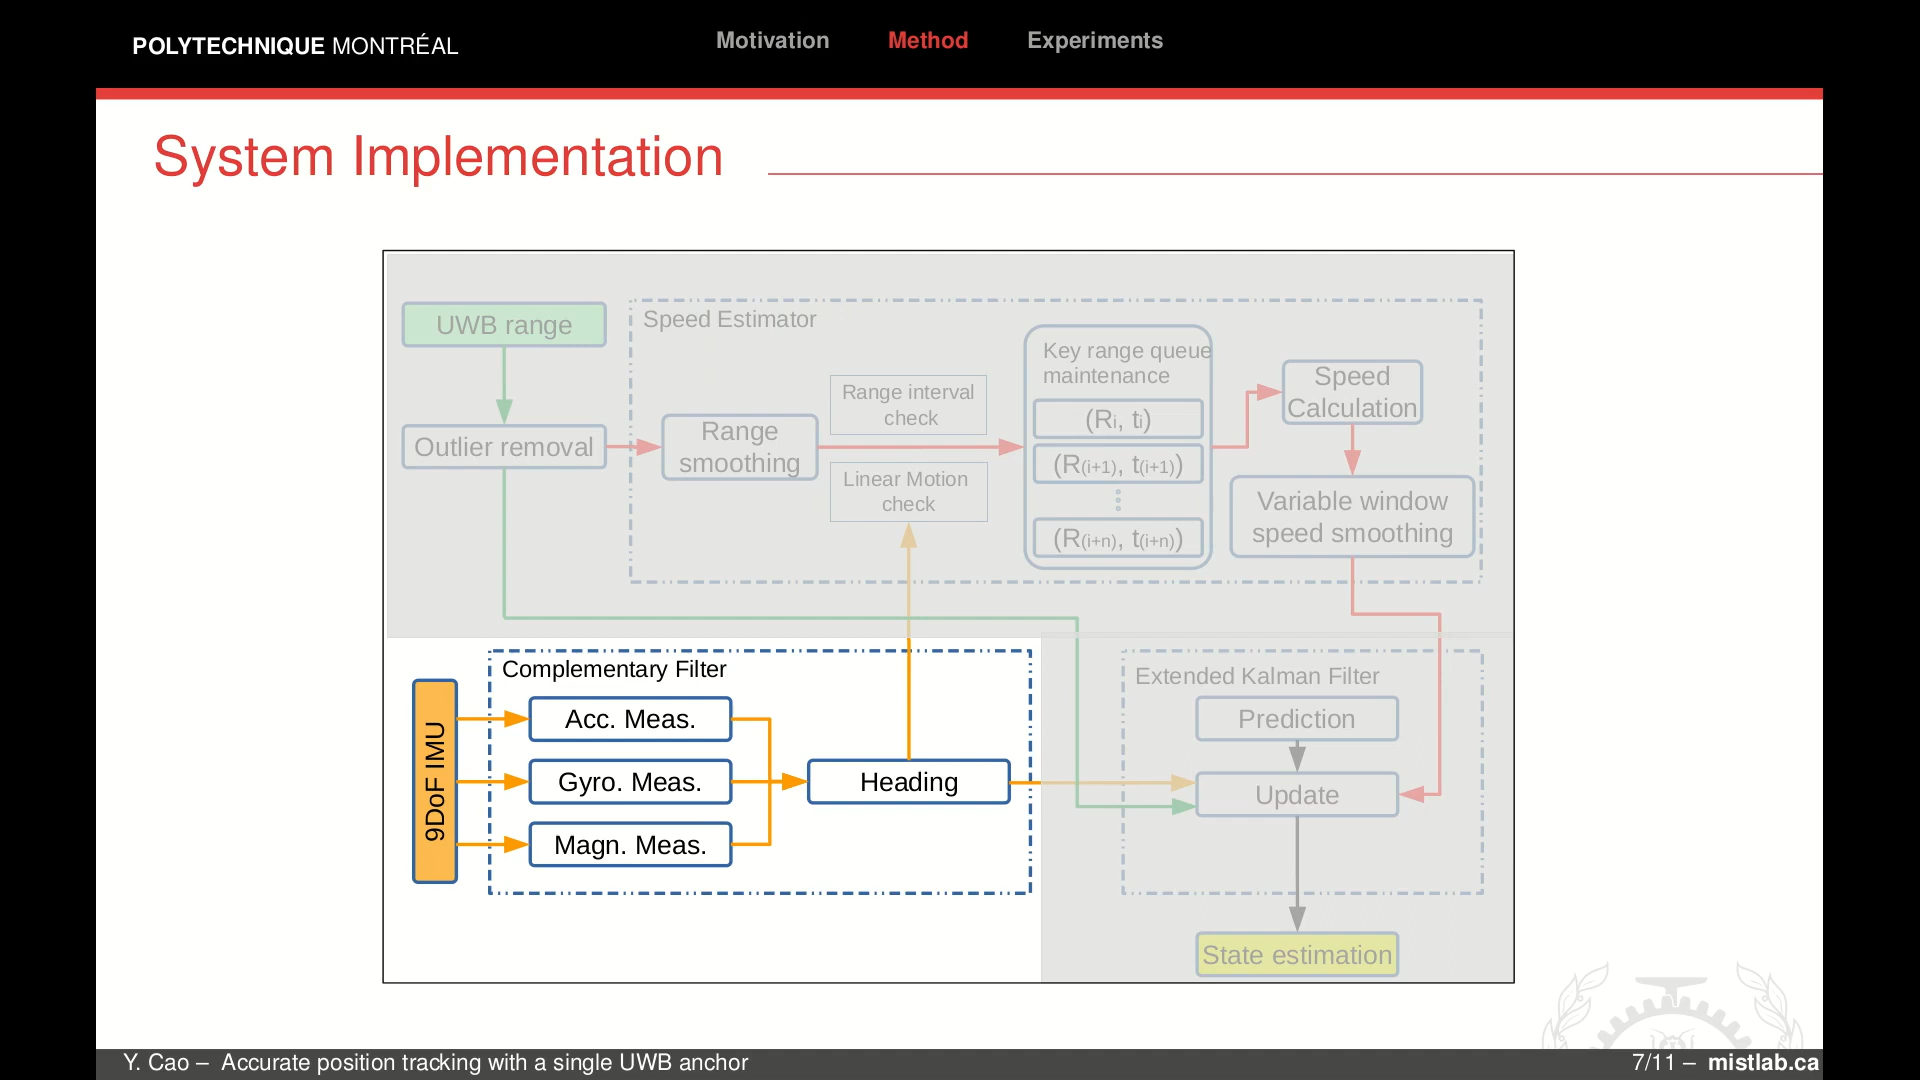 POLYTECHNIQUE MONTRÉAL
Motivation Method Experiments
System Implementation
UWB range
Outlier removal
Speed Estimator
Range
smoothing
Range interval
check
Linear Motion
check
Key range queue
maintenance
(Ri, ti)
(R(i+1), t(i+1))
(R(i+n), t(i+n))
Speed
Calculation
Variable window
speed smoothing
9DoF IMU
Complementary Filter
Acc. Meas.
Gyro. Meas.
Magn. Meas.
Heading
Extended Kalman Filter
Prediction
Update
State estimation
Y. Cao – Accurate position tracking with a single UWB anchor
7/11 – mistlab.ca